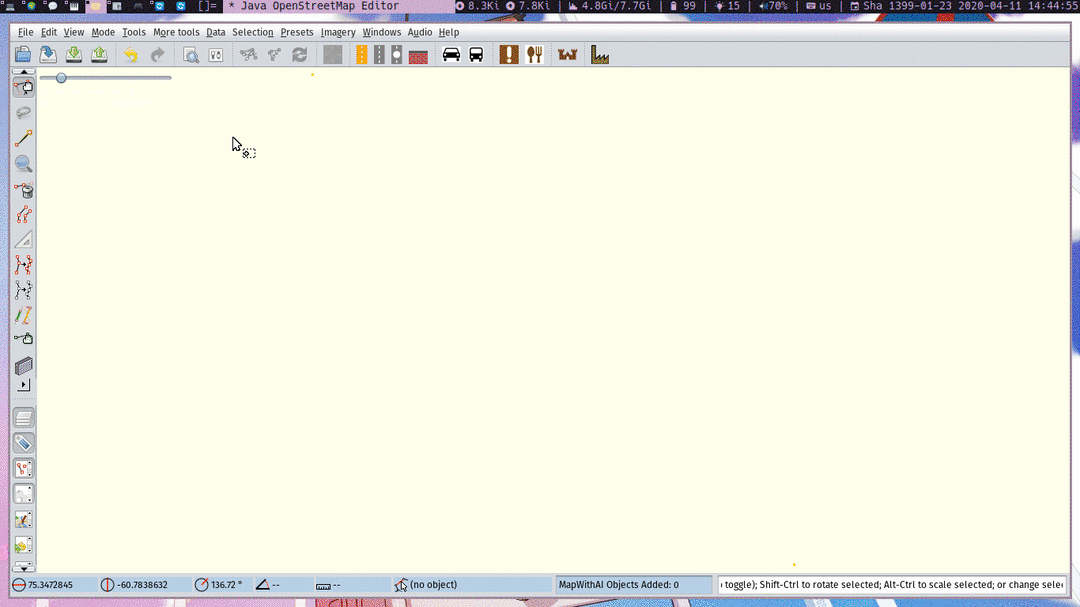 []= * Java OpenStreetMap Editor 8.3Ki 7.8Ki | 4.8Gi/7.7Gi | 99 | 15 | 70% | us | Sha 1399-01-23 2020-04-11 14:44:55
File Edit View Mode Tools More tools Data Selection Presets Imagery Windows Audio Help
75.3472845 -60.7838632 136.72 ° -- -- (no object) MapWithAI Objects Added: 0 toggle); Shift-Ctrl to rotate selected; Alt-Ctrl to scale selected; or change sele